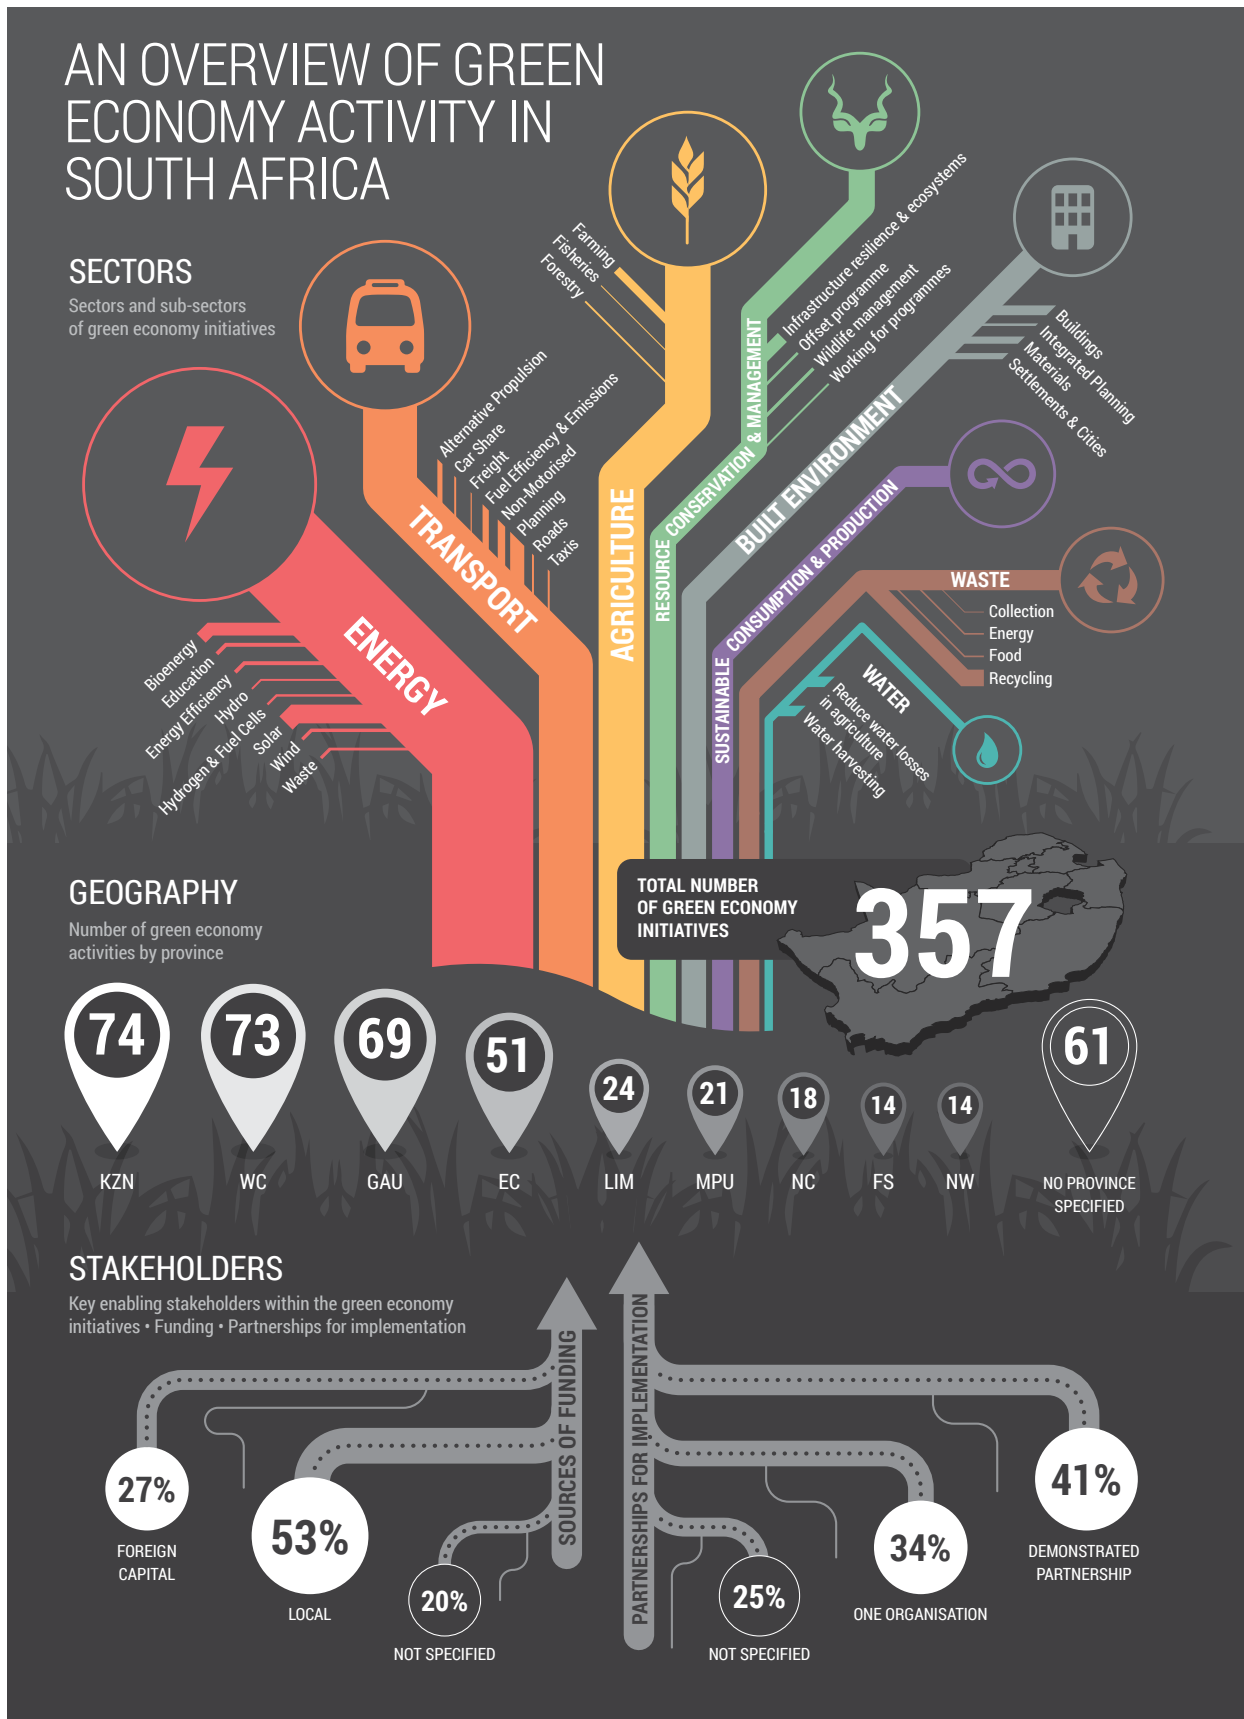 AN OVERVIEW OF GREEN
ECONOMY ACTIVITY IN
SOUTH AFRICA
SECTORS
Sectors and sub-sectors
of green economy initiatives
ENERGY
Bioenergy
Education
Energy Efficiency
Hydro
Hydrogen & Fuel Cells
Solar
Wind
Waste
TRANSPORT
Alternative Propulsion
Car Share
Freight
Fuel Efficiency & Emissions
Non-Motorised
Planning
Roads
Taxis
AGRICULTURE
Farming
Fisheries
Forestry
RESOURCE CONSERVATION & MANAGEMENT
Infrastructure resilience & ecosystems
Offset programme
Wildlife management
Working for programmes
BUILT ENVIRONMENT
Buildings
Integrated Planning
Materials
Settlements & Cities
SUSTAINABLE CONSUMPTION & PRODUCTION
WASTE
Collection
Energy
Food
Recycling
WATER
Reduce water losses
in agriculture
Water harvesting
GEOGRAPHY
Number of green economy
activities by province
TOTAL NUMBER
OF GREEN ECONOMY
INITIATIVES
357
74
KZN
73
WC
69
GAU
51
EC
24
LIM
21
MPU
18
NC
14
FS
14
NW
61
NO PROVINCE
SPECIFIED
STAKEHOLDERS
Key enabling stakeholders within the green economy
initiatives • Funding • Partnerships for implementation
SOURCES OF FUNDING
27%
FOREIGN
CAPITAL
53%
LOCAL
20%
NOT SPECIFIED
PARTNERSHIPS FOR IMPLEMENTATION
25%
NOT SPECIFIED
34%
ONE ORGANISATION
41%
DEMONSTRATED
PARTNERSHIP